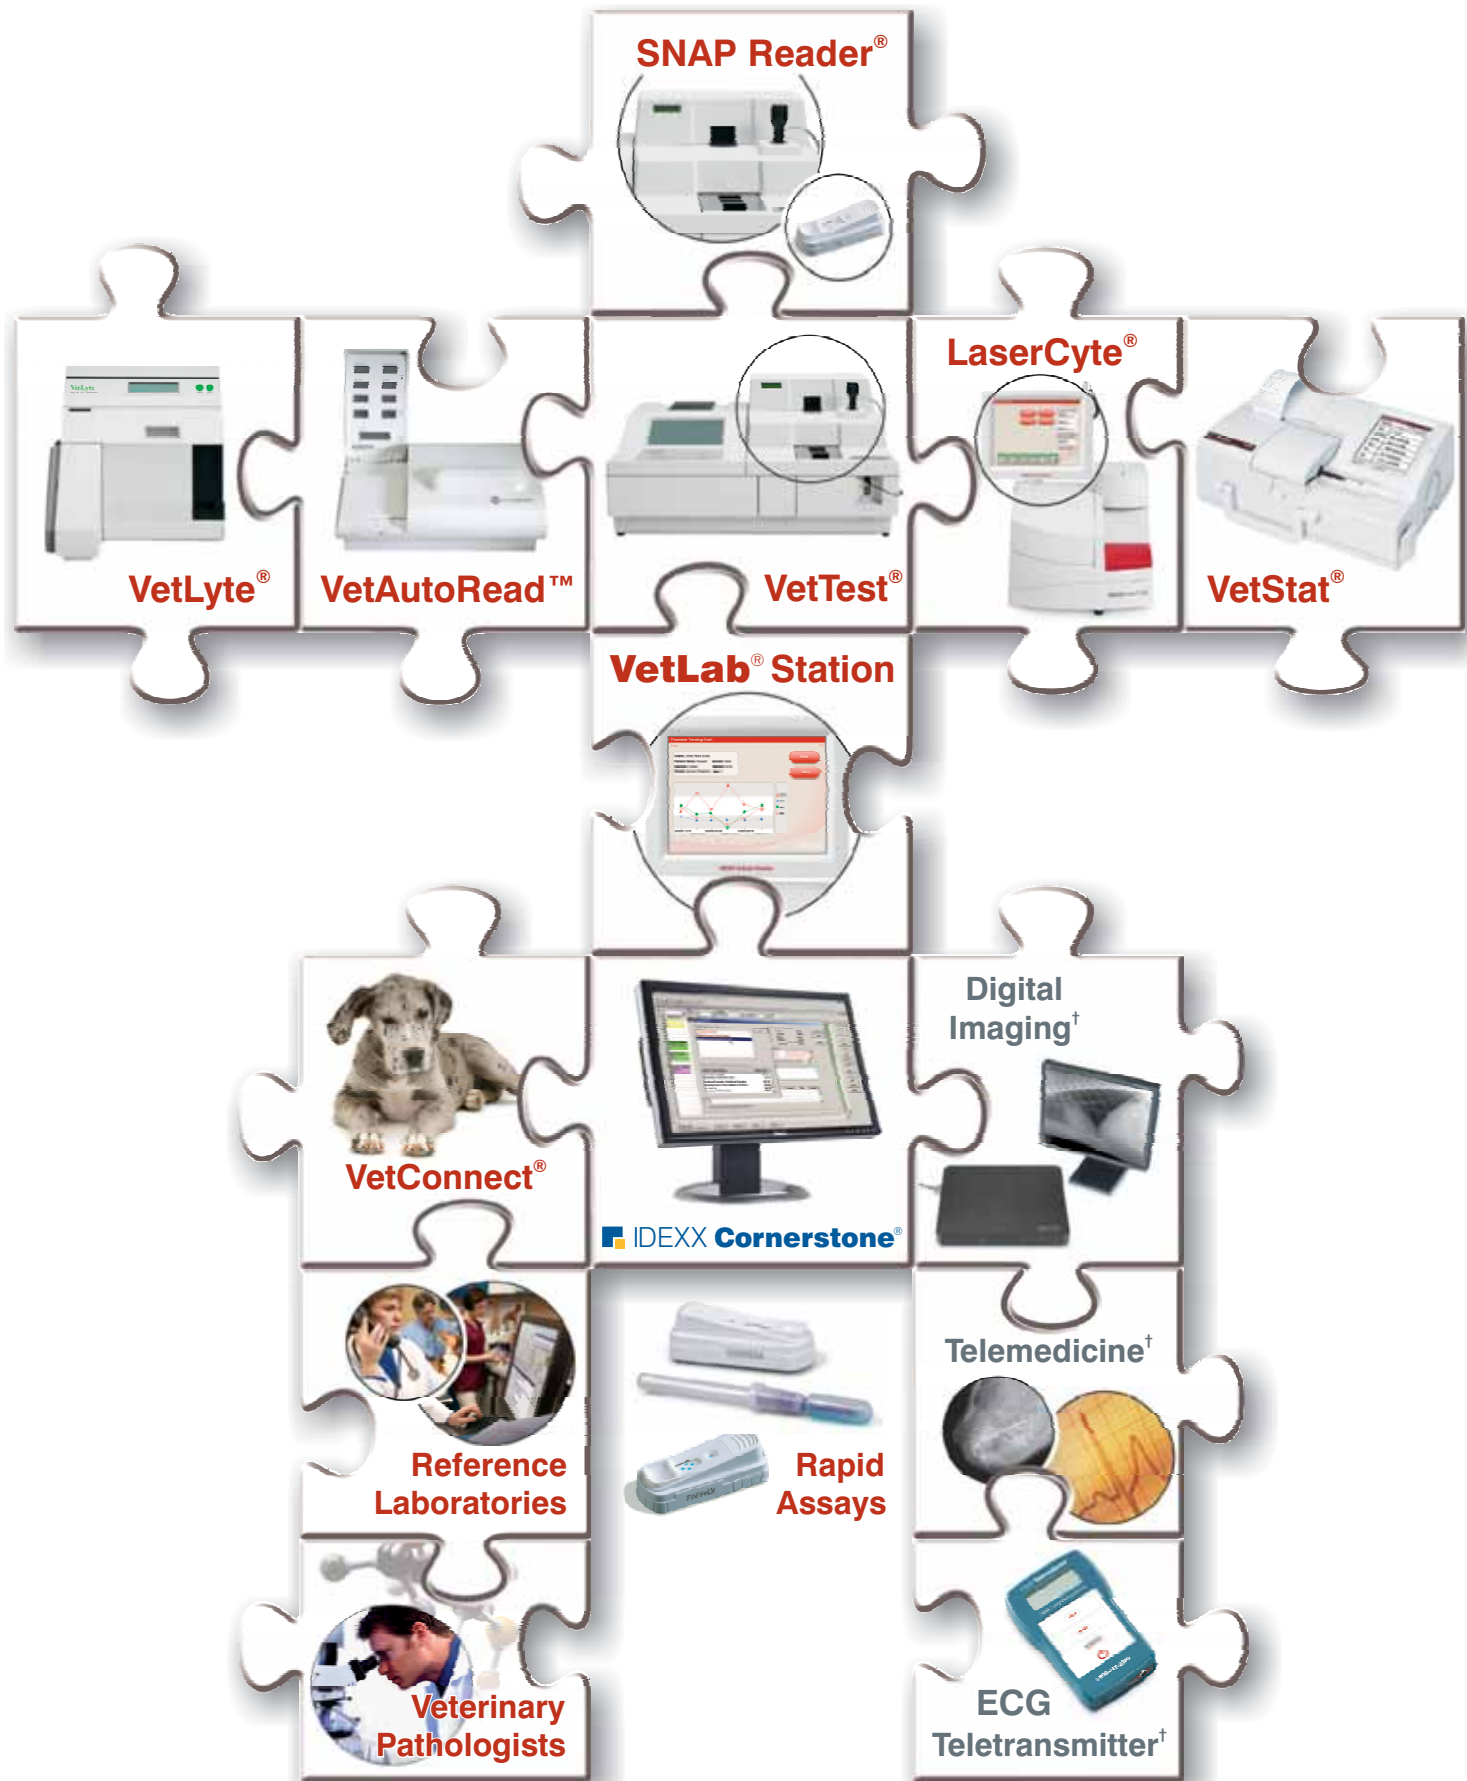 SNAP Reader®
LaserCyte®
VetLyte
VetLyte®
VetAutoRead™
VetTest®
VetStat®
VetLab® Station
Digital
Imaging†
VetConnect®
IDEXX Cornerstone®
Telemedicine†
Reference
Laboratories
Rapid
Assays
Veterinary
Pathologists
ECG
Teletransmitter†